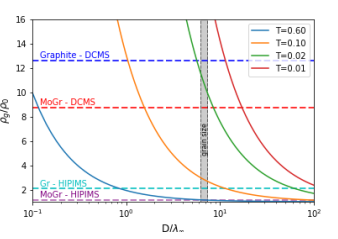 16
14
12
10
8
6
4
2
ρg/ρ0
Graphite - DCMS
MoGr - DCMS
Gr - HIPIMS
MoGr - HIPIMS
grain size
T=0.60
T=0.10
T=0.02
T=0.01
10⁻¹
10⁰
10¹
10²